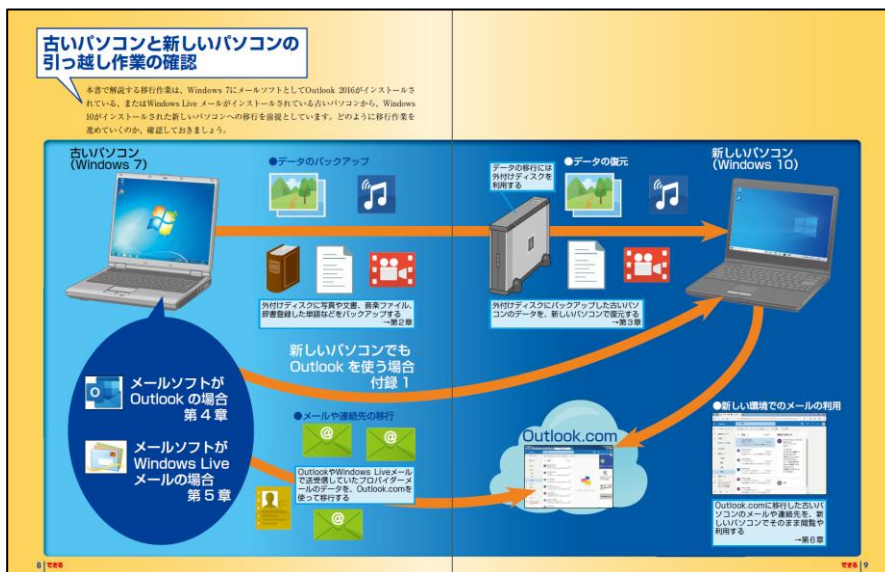 古いパソコンと新しいパソコンの
引っ越し作業の確認
本書で解説する移行作業は、Windows 7にメールソフトとしてOutlook 2016がインストールさ
れている、またはWindows Live メールがインストールされている古いパソコンから、Windows
10がインストールされた新しいパソコンへの移行を前提としています。どのように移行作業を
進めていくのか、確認しておきましょう。
古いパソコン
(Windows 7)
●データのバックアップ
外付けディスクに写真や文書、音楽ファイル、
辞書登録した単語などをバックアップする
→第2章
データの移行には
外付けディスクを
利用する
●データの復元
新しいパソコン
(Windows 10)
外付けディスクにバックアップした古いパソ
コンのデータを、新しいパソコンで復元する
→第3章
新しいパソコンでも
Outlook を使う場合
付録 1
メールソフトが
Outlook の場合
第 4 章
メールソフトが
Windows Live
メールの場合
第 5 章
●メールや連絡先の移行
OutlookやWindows Liveメール
で送受信していたプロバイダー
メールのデータを、Outlook.comを
使って移行する
Outlook.com
●新しい環境でのメールの利用
Outlook.comに移行した古いパ
ソコンのメールや連絡先を、新
しいパソコンでそのまま閲覧や
利用する
→第6章
8 できる
できる 9